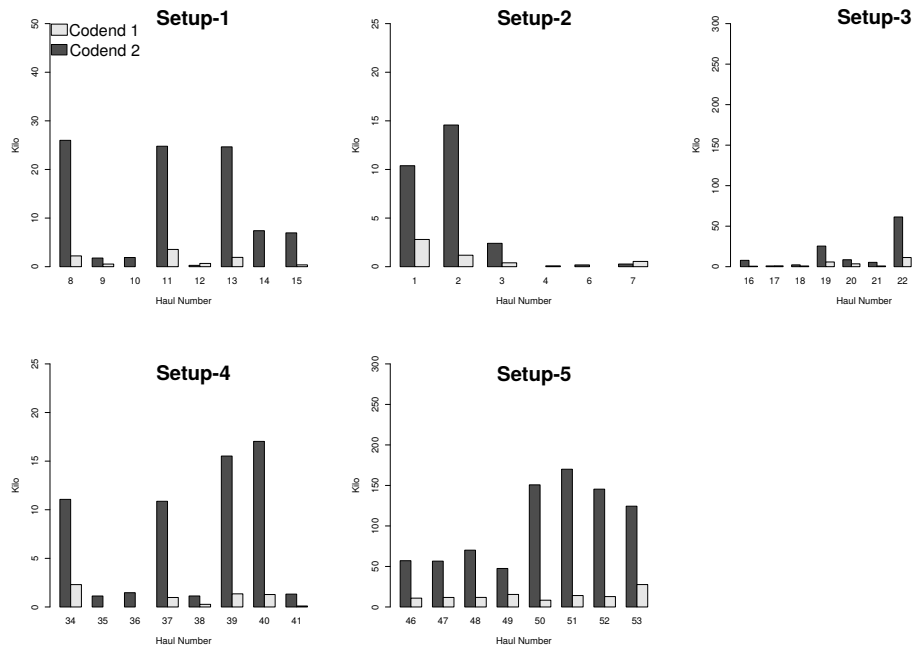 Setup-1
Codend 1
Codend 2
50
40
30
20
10
0
Kilo
8 9 10 11 12 13 14 15
Haul Number
Setup-2
25
20
15
10
5
0
Kilo
1 2 3 4 6 7
Haul Number
Setup-3
300
250
200
150
100
50
0
Kilo
16 17 18 19 20 21 22
Haul Number
Setup-4
25
20
15
10
5
0
Kilo
34 35 36 37 38 39 40 41
Haul Number
Setup-5
300
250
200
150
100
50
0
Kilo
46 47 48 49 50 51 52 53
Haul Number